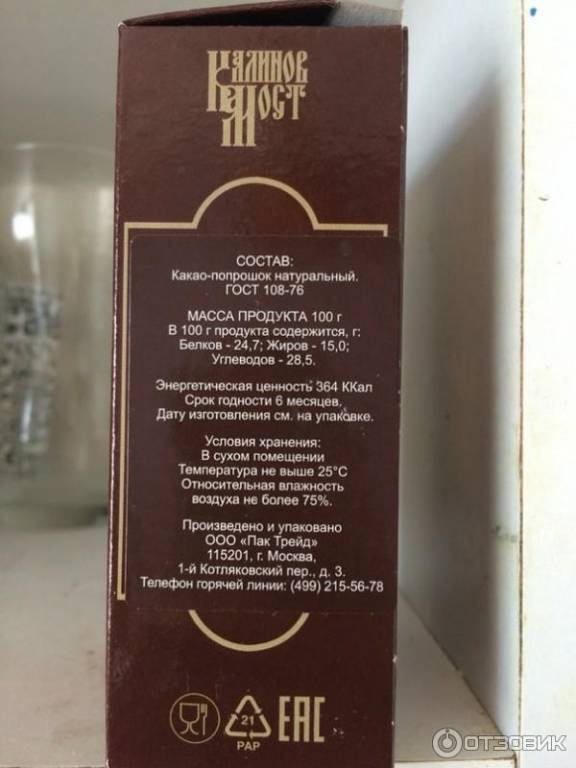 Калинов
Мост
СОСТАВ:
Какао-попрошок натуральный.
ГОСТ 108-76
МАССА ПРОДУКТА 100 г
В 100 г продукта содержится, г:
Белков - 24,7; Жиров - 15,0;
Углеводов - 28,5.
Энергетическая ценность 364 ККал
Срок годности 6 месяцев.
Дату изготовления см. на упаковке.
Условия хранения:
В сухом помещении
Температура не выше 25°С
Относительная влажность
воздуха не более 75%.
Произведено и упаковано
ООО «Пак Трейд»
115201, г. Москва,
1-й Котляковский пер., д. 3.
Телефон горячей линии: (499) 215-56-78
21
PAP
EAC
ОТЗОВИК